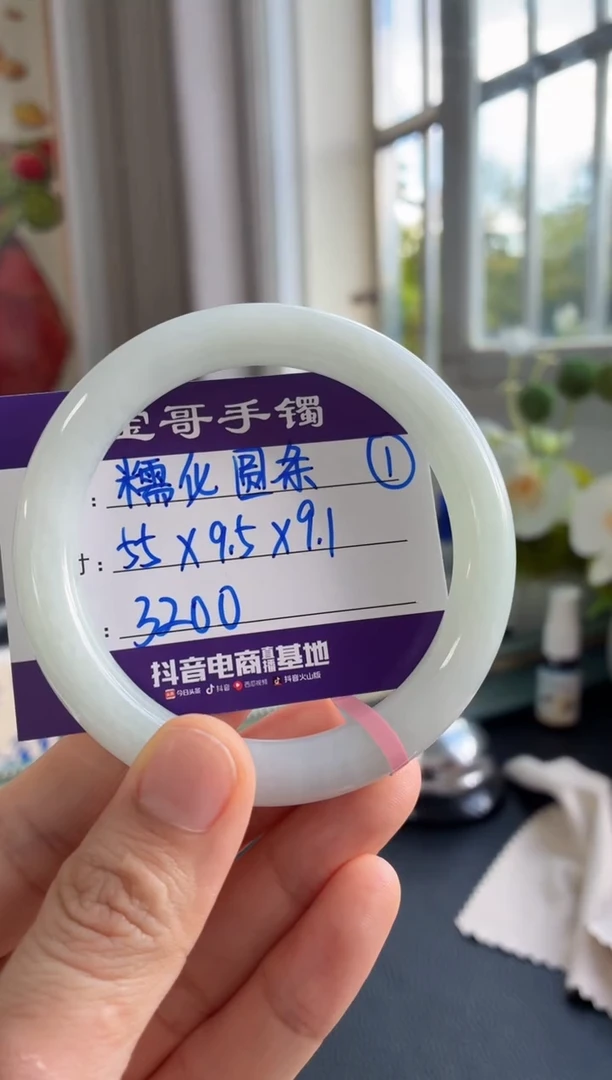 哥手镯
: 糯化圆条 ①
寸: 55×9.5×9.1
: 3200
抖音电商直播基地
今日头条 抖音 西瓜视频 抖音火山版